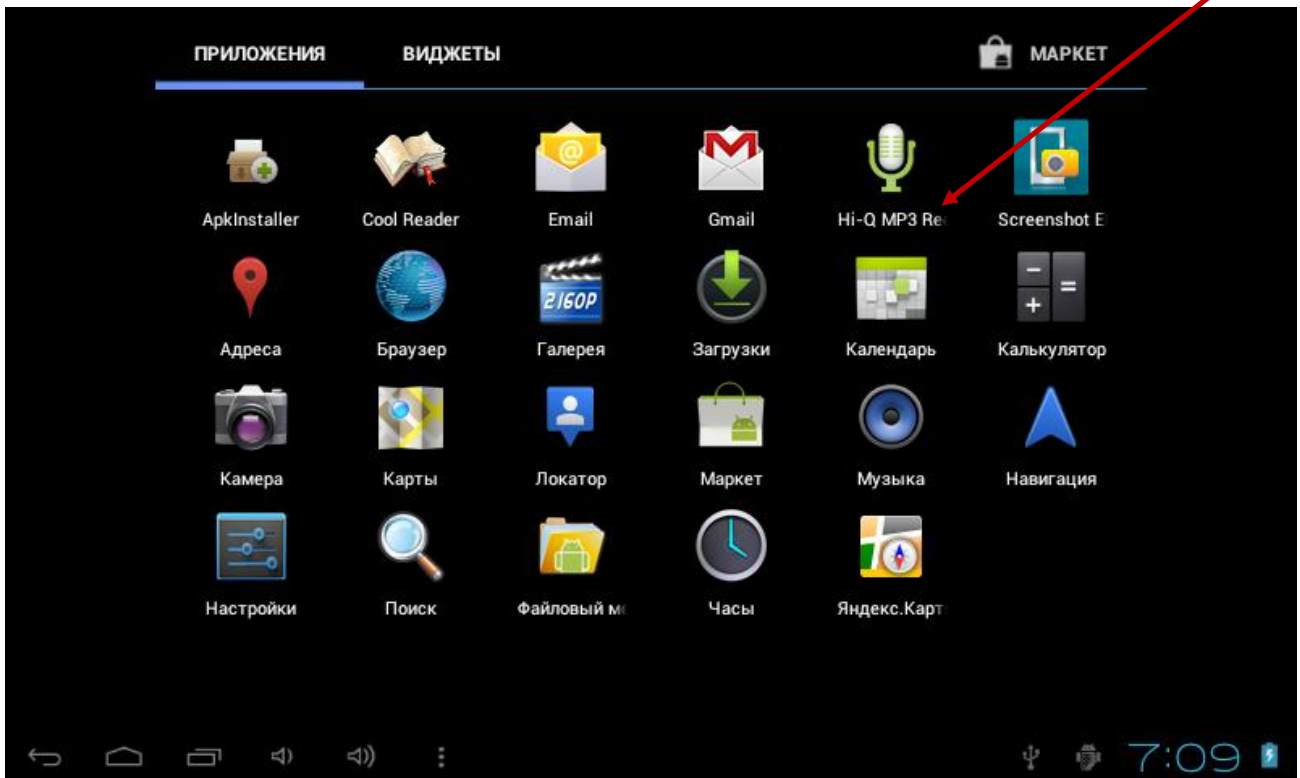 ПРИЛОЖЕНИЯ ВИДЖЕТЫ МАРКЕТ
ApkInstaller Cool Reader Email Gmail Hi-Q MP3 Re Screenshot E
Адреса Браузер Галерея Загрузки Календарь Калькулятор
2160P
Камера Карты Локатор Маркет Музыка Навигация
Настройки Поиск Файловый м Часы Яндекс.Карт
7:09